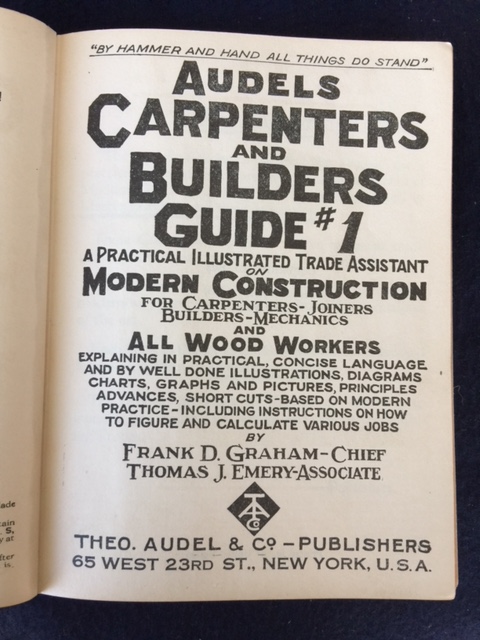 "BY HAMMER AND HAND ALL THINGS DO STAND"
AUDELS
CARPENTERS
AND
BUILDERS
GUIDE #1
A PRACTICAL ILLUSTRATED TRADE ASSISTANT
ON
MODERN CONSTRUCTION
FOR CARPENTERS-JOINERS
BUILDERS-MECHANICS
AND
ALL WOOD WORKERS
EXPLAINING IN PRACTICAL, CONCISE LANGUAGE
AND BY WELL DONE ILLUSTRATIONS, DIAGRAMS
CHARTS, GRAPHS AND PICTURES, PRINCIPLES
ADVANCES, SHORT CUTS-BASED ON MODERN
PRACTICE-INCLUDING INSTRUCTIONS ON HOW
TO FIGURE AND CALCULATE VARIOUS JOBS
BY
FRANK D. GRAHAM-CHIEF
THOMAS J. EMERY-ASSOCIATE
TA
Co
THEO. AUDEL & Co. - PUBLISHERS
65 WEST 23RD ST., NEW YORK, U.S.A.